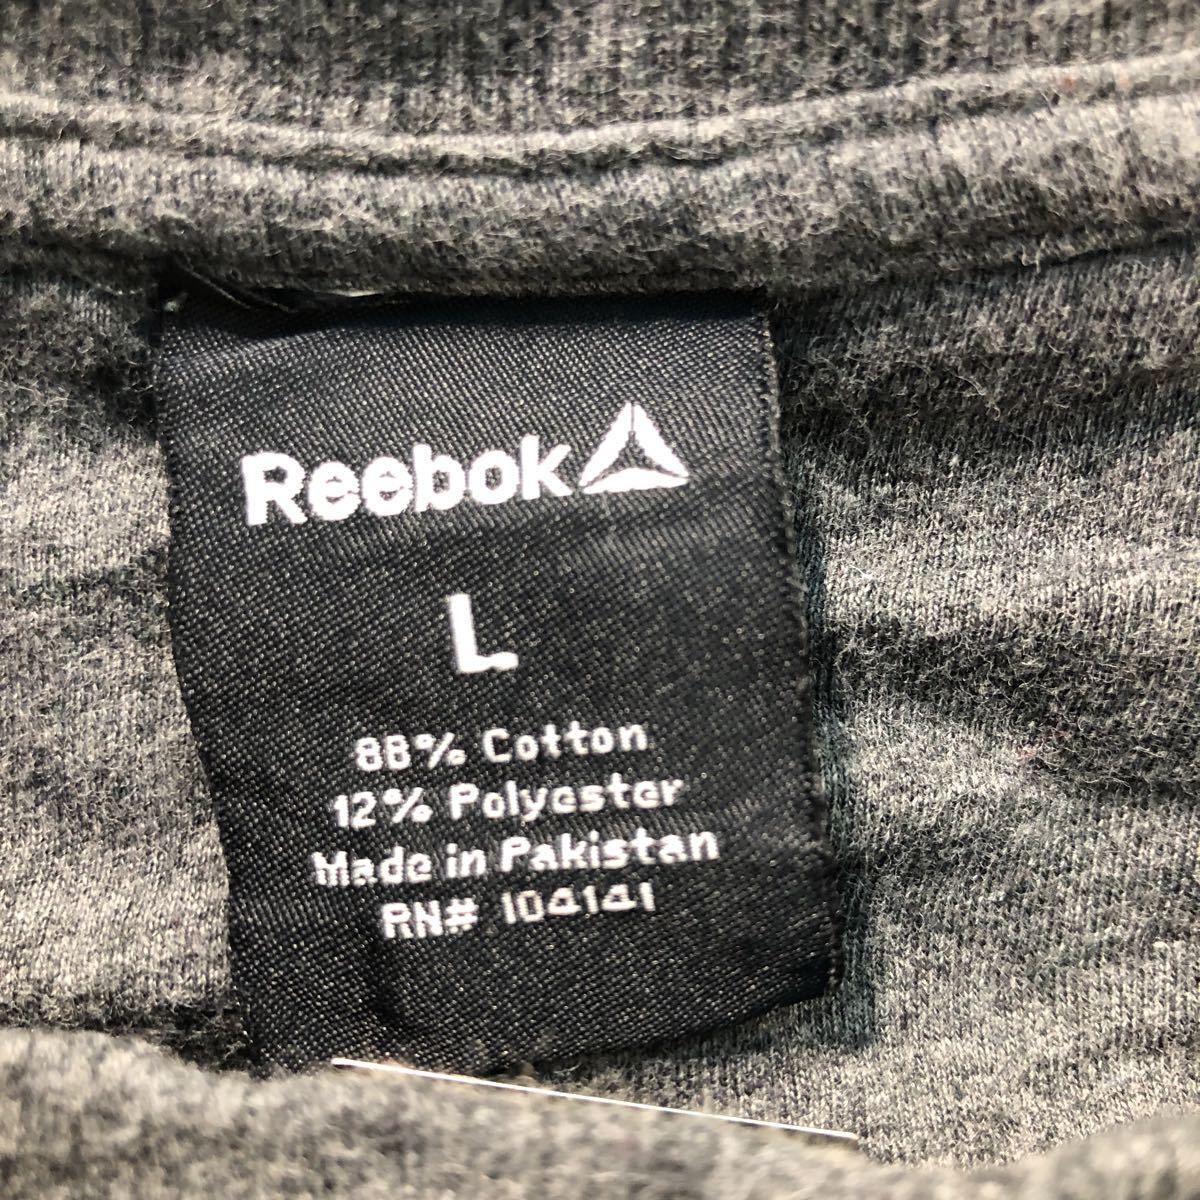 Reebok
L
88% Cotton
12% Polyester
Made in Pakistan
RN# 104141